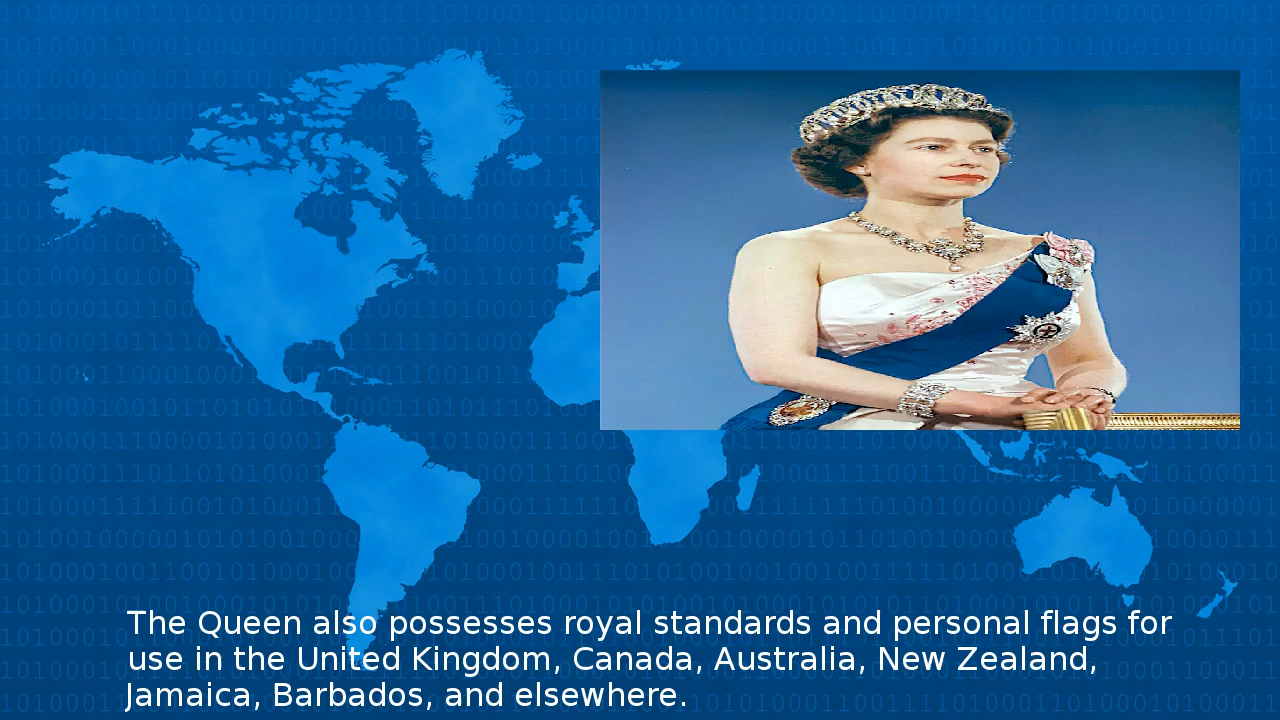 The Queen also possesses royal standards and personal flags for
use in the United Kingdom, Canada, Australia, New Zealand,
Jamaica, Barbados, and elsewhere.